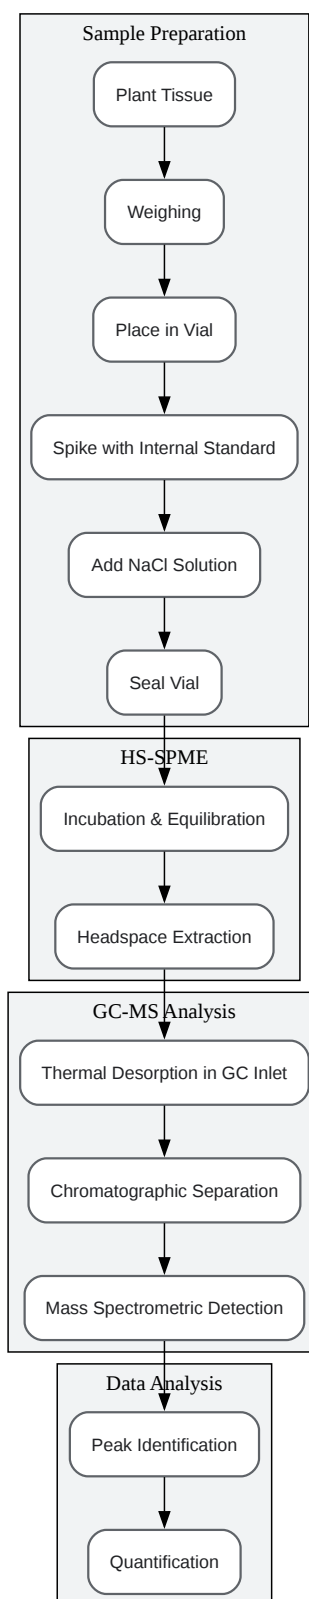 Sample Preparation
Plant Tissue
Weighing
Place in Vial
Spike with Internal Standard
Add NaCl Solution
Seal Vial
HS-SPME
Incubation & Equilibration
Headspace Extraction
GC-MS Analysis
Thermal Desorption in GC Inlet
Chromatographic Separation
Mass Spectrometric Detection
Data Analysis
Peak Identification
Quantification